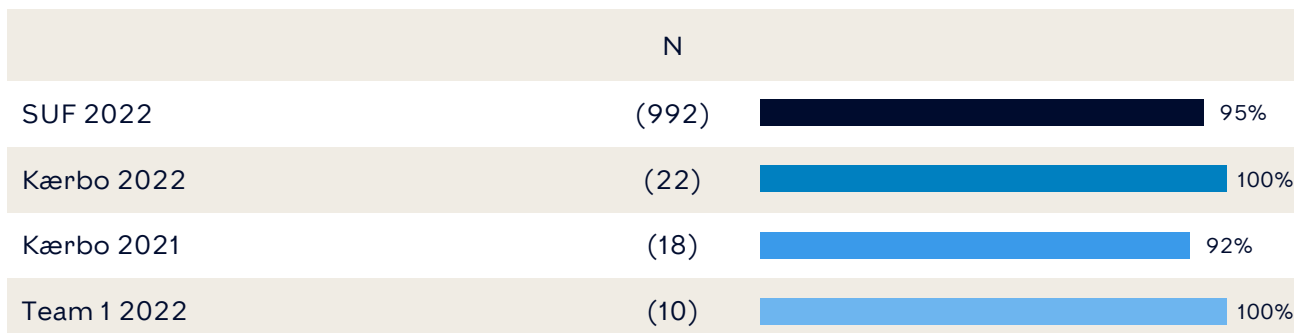 N
SUF 2022 (992) 95%
Kærbo 2022 (22) 100%
Kærbo 2021 (18) 92%
Team 1 2022 (10) 100%